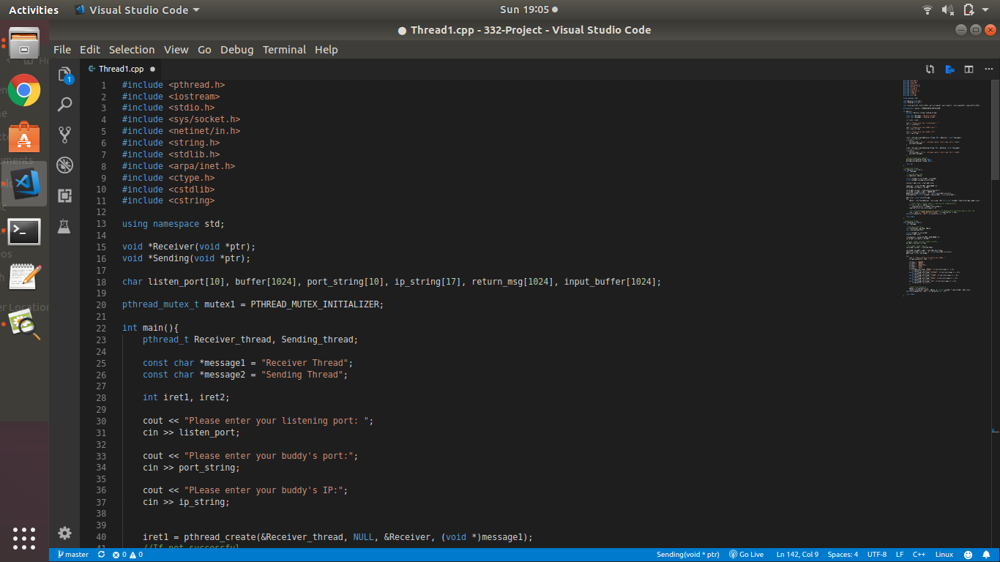 Activities Visual Studio Code Sun 19:05
Thread1.cpp - 332-Project - Visual Studio Code
File Edit Selection View Go Debug Terminal Help
Thread1.cpp
1 #include <pthread.h>
2 #include <iostream>
3 #include <stdio.h>
4 #include <sys/socket.h>
5 #include <netinet/in.h>
6 #include <string.h>
7 #include <stdlib.h>
8 #include <arpa/inet.h>
9 #include <ctype.h>
10 #include <cstdlib>
11 #include <cstring>
12
13 using namespace std;
14
15 void *Receiver(void *ptr);
16 void *Sending(void *ptr);
17
18 char listen_port[10], buffer[1024], port_string[10], ip_string[17], return_msg[1024], input_buffer[1024];
19
20 pthread_mutex_t mutex1 = PTHREAD_MUTEX_INITIALIZER;
21
22 int main(){
23 pthread_t Receiver_thread, Sending_thread;
24
25 const char *message1 = "Receiver Thread";
26 const char *message2 = "Sending Thread";
27
28 int iret1, iret2;
29
30 cout << "Please enter your listening port: ";
31 cin >> listen_port;
32
33 cout << "Please enter your buddy's port:";
34 cin >> port_string;
35
36 cout << "PLease enter your buddy's IP:";
37 cin >> ip_string;
38
39
40 iret1 = pthread_create(&Receiver_thread, NULL, &Receiver, (void *)message1);
41 //If not successful
master 0 0 Sending(void * ptr) Go Live Ln 142, Col 9 Spaces: 4 UTF-8 LF C++ Linux